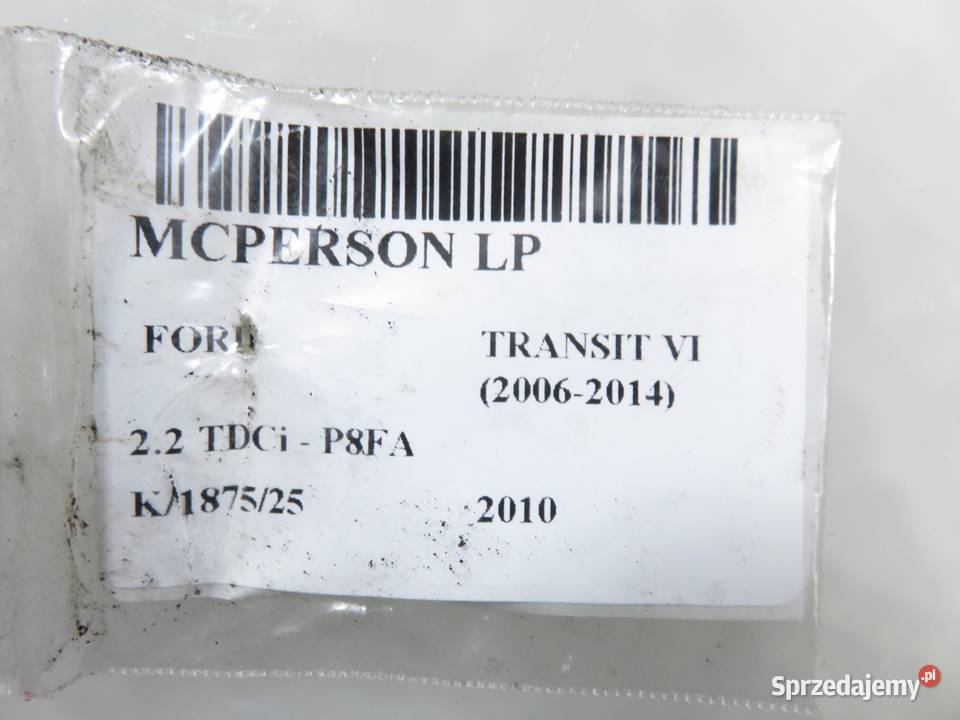 MCPERSON LP
FORD TRANSIT VI
(2006-2014)
2.2 TDCi - P8FA
K/1875/25 2010
Sprzedajemy.pl